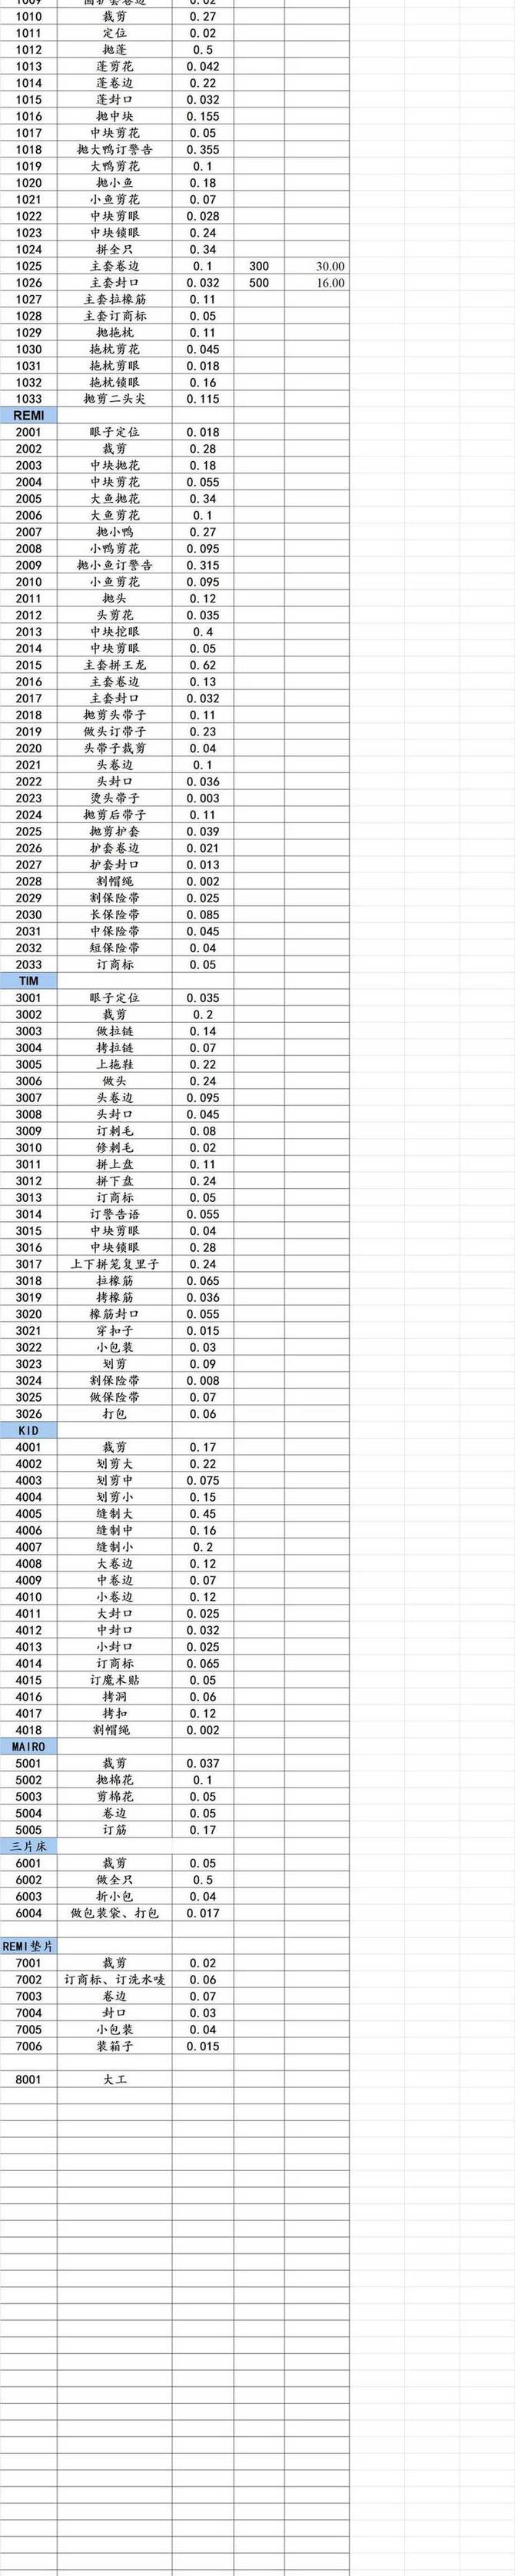 1009 面护套卷边 0.02
1010 裁剪 0.27
1011 定位 0.02
1012 抛蓬 0.5
1013 蓬剪花 0.042
1014 蓬卷边 0.22
1015 蓬封口 0.032
1016 抛中块 0.155
1017 中块剪花 0.05
1018 抛大鸭订警告 0.355
1019 大鸭剪花 0.1
1020 抛小鱼 0.18
1021 小鱼剪花 0.07
1022 中块剪眼 0.028
1023 中块锁眼 0.24
1024 拼全只 0.34
1025 主套卷边 0.1 300 30.00
1026 主套封口 0.032 500 16.00
1027 主套拉橡筋 0.11
1028 主套订商标 0.05
1029 抛拖枕 0.11
1030 拖枕剪花 0.045
1031 拖枕剪眼 0.018
1032 拖枕锁眼 0.16
1033 抛剪二头尖 0.115
REMI
2001 眼子定位 0.018
2002 裁剪 0.28
2003 中块抛花 0.18
2004 中块剪花 0.055
2005 大鱼抛花 0.34
2006 大鱼剪花 0.1
2007 抛小鸭 0.27
2008 小鸭剪花 0.095
2009 抛小鱼订警告 0.315
2010 小鱼剪花 0.095
2011 抛头 0.12
2012 头剪花 0.035
2013 中块挖眼 0.4
2014 中块剪眼 0.05
2015 主套拼王龙 0.62
2016 主套卷边 0.13
2017 主套封口 0.032
2018 抛剪头带子 0.11
2019 做头订带子 0.23
2020 头带子裁剪 0.04
2021 头卷边 0.1
2022 头封口 0.036
2023 烫头带子 0.003
2024 抛剪后带子 0.11
2025 抛剪护套 0.039
2026 护套卷边 0.021
2027 护套封口 0.013
2028 割帽绳 0.002
2029 割保险带 0.025
2030 长保险带 0.085
2031 中保险带 0.045
2032 短保险带 0.04
2033 订商标 0.05
TIM
3001 眼子定位 0.035
3002 裁剪 0.2
3003 做拉链 0.14
3004 拷拉链 0.07
3005 上拖鞋 0.22
3006 做头 0.24
3007 头卷边 0.095
3008 头封口 0.045
3009 订刺毛 0.08
3010 修刺毛 0.02
3011 拼上盘 0.11
3012 拼下盘 0.24
3013 订商标 0.05
3014 订警告语 0.055
3015 中块剪眼 0.04
3016 中块锁眼 0.28
3017 上下拼笼复里子 0.24
3018 拉橡筋 0.065
3019 拷橡筋 0.036
3020 橡筋封口 0.055
3021 穿扣子 0.015
3022 小包装 0.03
3023 划剪 0.09
3024 割保险带 0.008
3025 做保险带 0.07
3026 打包 0.06
KID
4001 裁剪 0.17
4002 划剪大 0.22
4003 划剪中 0.075
4004 划剪小 0.15
4005 缝制大 0.45
4006 缝制中 0.16
4007 缝制小 0.2
4008 大卷边 0.12
4009 中卷边 0.07
4010 小卷边 0.12
4011 大封口 0.025
4012 中封口 0.032
4013 小封口 0.025
4014 订商标 0.065
4015 订魔术贴 0.05
4016 拷洞 0.06
4017 拷扣 0.12
4018 割帽绳 0.002
MAIRO
5001 裁剪 0.037
5002 抛棉花 0.1
5003 剪棉花 0.05
5004 卷边 0.05
5005 订筋 0.17
三片床
6001 裁剪 0.05
6002 做全只 0.5
6003 折小包 0.04
6004 做包装袋、打包 0.017
REMI垫片
7001 裁剪 0.02
7002 订商标、订洗水唛 0.06
7003 卷边 0.07
7004 封口 0.03
7005 小包装 0.04
7006 装箱子 0.015
8001 大工